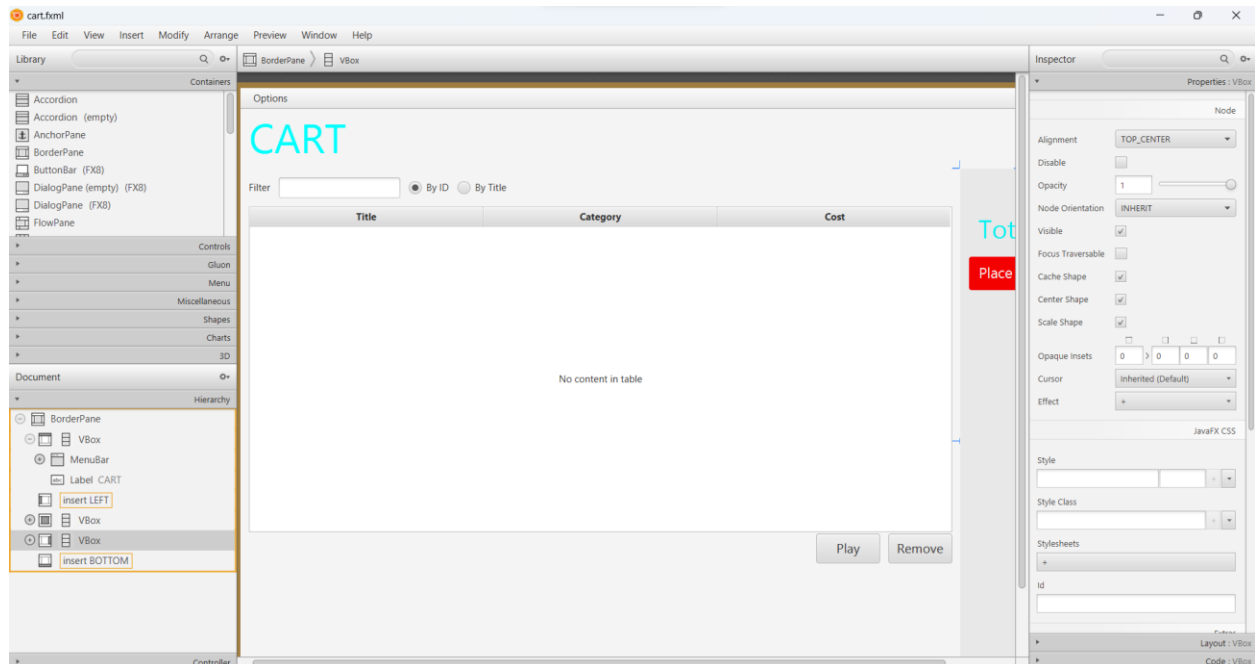 cart.fxml
File Edit View Insert Modify Arrange Preview Window Help
Library
BorderPane VBox
Inspector
Containers
Properties : VBox
Accordion
Accordion (empty)
AnchorPane
BorderPane
ButtonBar (FX8)
DialogPane (empty) (FX8)
DialogPane (FX8)
FlowPane
Controls
Gluon
Menu
Miscellaneous
Shapes
Charts
3D
Document
Hierarchy
BorderPane
VBox
MenuBar
Label CART
insert LEFT
VBox
VBox
insert BOTTOM
Controller
Options
CART
Filter By ID By Title
Title Category Cost
No content in table
Play Remove
Tot
Place
Node
Alignment TOP_CENTER
Disable
Opacity 1
Node Orientation INHERIT
Visible
Focus Traversable
Cache Shape
Center Shape
Scale Shape
Opaque Insets 0 0 0 0
Cursor Inherited (Default)
Effect +
JavaFX CSS
Style
Style Class
Stylesheets
+
Id
Extras
Layout : VBox
Code : VBox